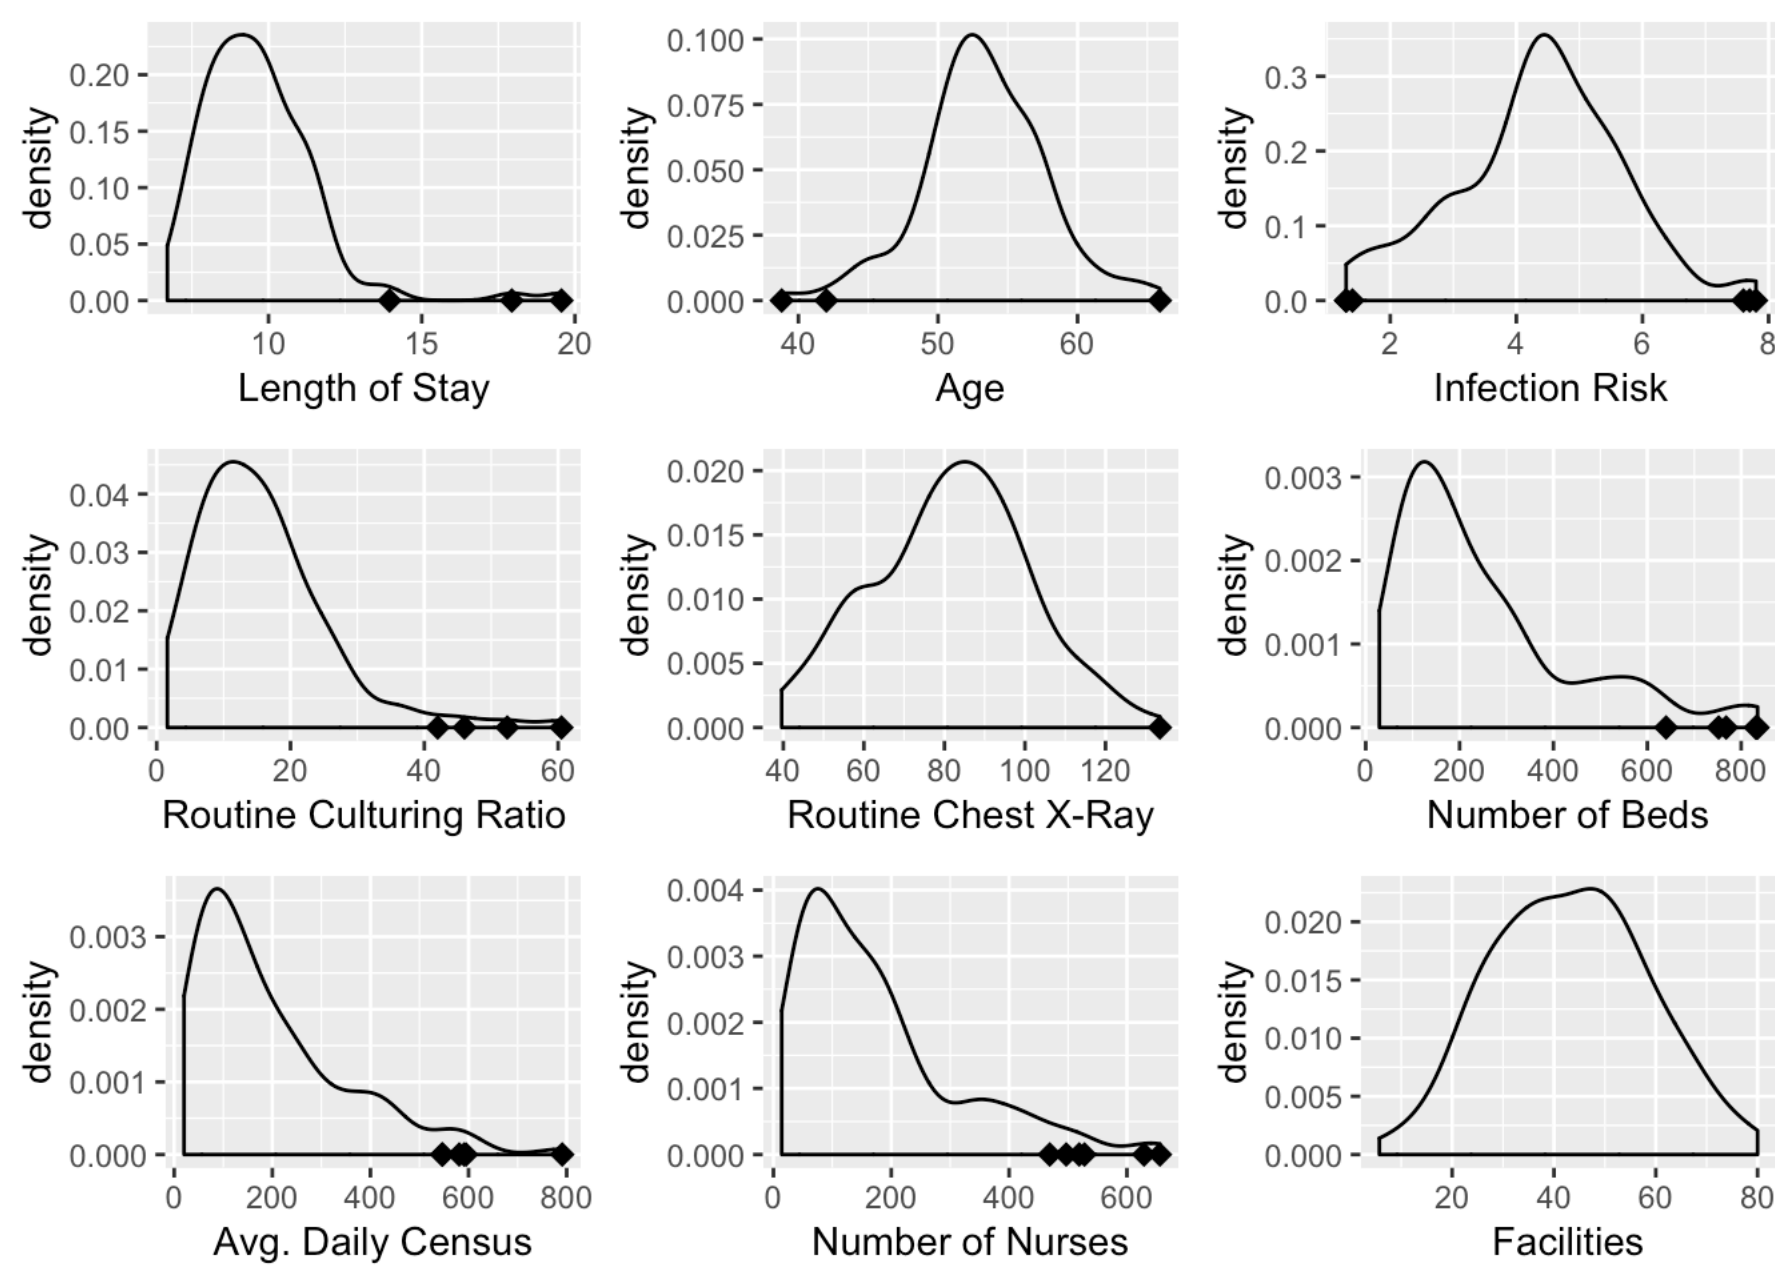 density
0.20
0.15
0.10
0.05
0.00
10 15 20
Length of Stay
density
0.100
0.075
0.050
0.025
0.000
40 50 60
Age
density
0.3
0.2
0.1
0.0
2 4 6 8
Infection Risk
density
0.04
0.03
0.02
0.01
0.00
0 20 40 60
Routine Culturing Ratio
density
0.020
0.015
0.010
0.005
0.000
40 60 80 100 120
Routine Chest X-Ray
density
0.003
0.002
0.001
0.000
0 200 400 600 800
Number of Beds
density
0.003
0.002
0.001
0.000
0 200 400 600 800
Avg. Daily Census
density
0.004
0.003
0.002
0.001
0.000
0 200 400 600
Number of Nurses
density
0.020
0.015
0.010
0.005
0.000
20 40 60 80
Facilities